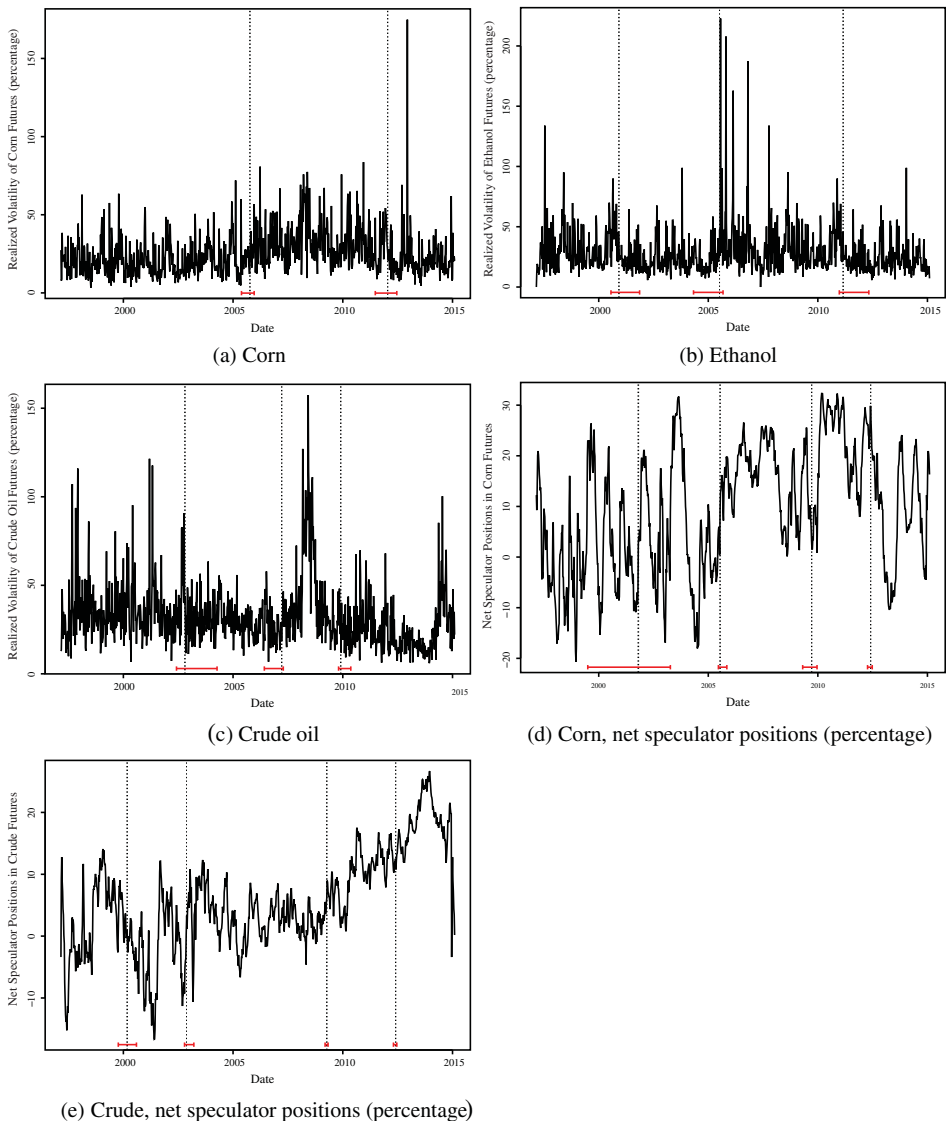 Realized Volatility of Corn Futures (percentage)
150
100
50
0
2000 2005 2010 2015
Date
(a) Corn
Realized Volatility of Ethanol Futures (percentage)
200
150
100
50
0
2000 2005 2010 2015
Date
(b) Ethanol
Realized Volatility of Crude Oil Futures (percentage)
150
100
50
0
2000 2005 2010 2015
Date
(c) Crude oil
Net Speculator Positions in Corn Futures
30
20
10
0
−10
−20
2000 2005 2010 2015
Date
(d) Corn, net speculator positions (percentage)
Net Speculator Positions in Crude Futures
20
10
0
−10
2000 2005 2010 2015
Date
(e) Crude, net speculator positions (percentage)